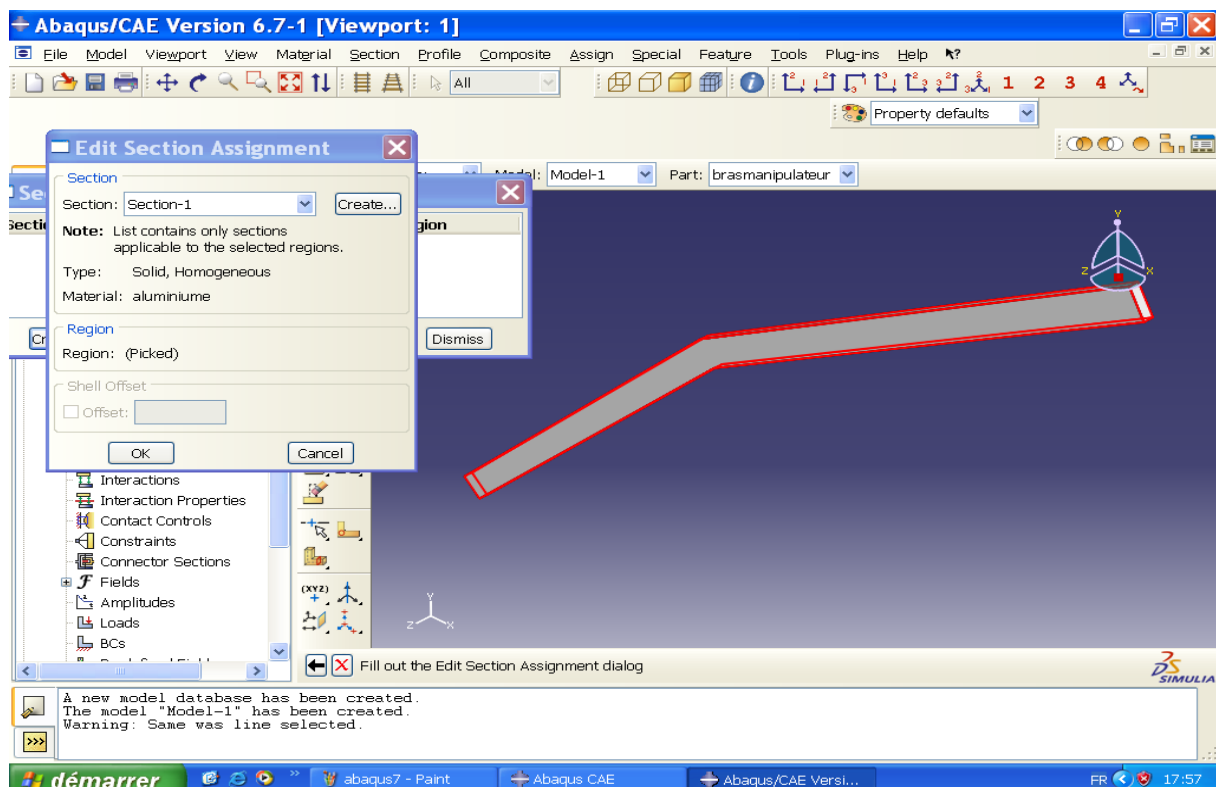 Abaqus/CAE Version 6.7-1 [Viewport: 1]
File Model Viewport View Material Section Profile Composite Assign Special Feature Tools Plug-ins Help
All
1 2 3 4
Property defaults
Model: Model-1 Part: brasmanipulateur
Edit Section Assignment
Section
Section: Section-1 Create...
Note: List contains only sections
applicable to the selected regions.
Type: Solid, Homogeneous
Material: aluminiume
Region
Region: (Picked)
Shell Offset
Offset:
OK Cancel
Dismiss
Y
Z X
Interactions
Interaction Properties
Contact Controls
Constraints
Connector Sections
Fields
Amplitudes
Loads
BCs
(XYZ)
Y
Z X
Fill out the Edit Section Assignment dialog
SIMULIA
A new model database has been created.
The model "Model-1" has been created.
Warning: Same was line selected.
démarrer abaqus7 - Paint Abaqus CAE Abaqus/CAE Versi... FR 17:57